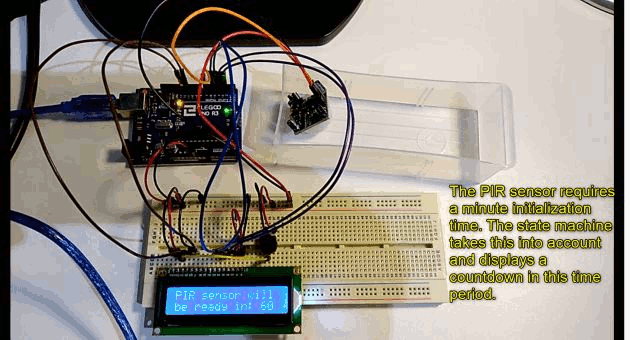 ELEGOO
UNO R3
The PIR sensor requires
a minute initialization
time. The state machine
takes this into account
and displays a
countdown in this time
period.
PIR sensor will
be ready in: 60